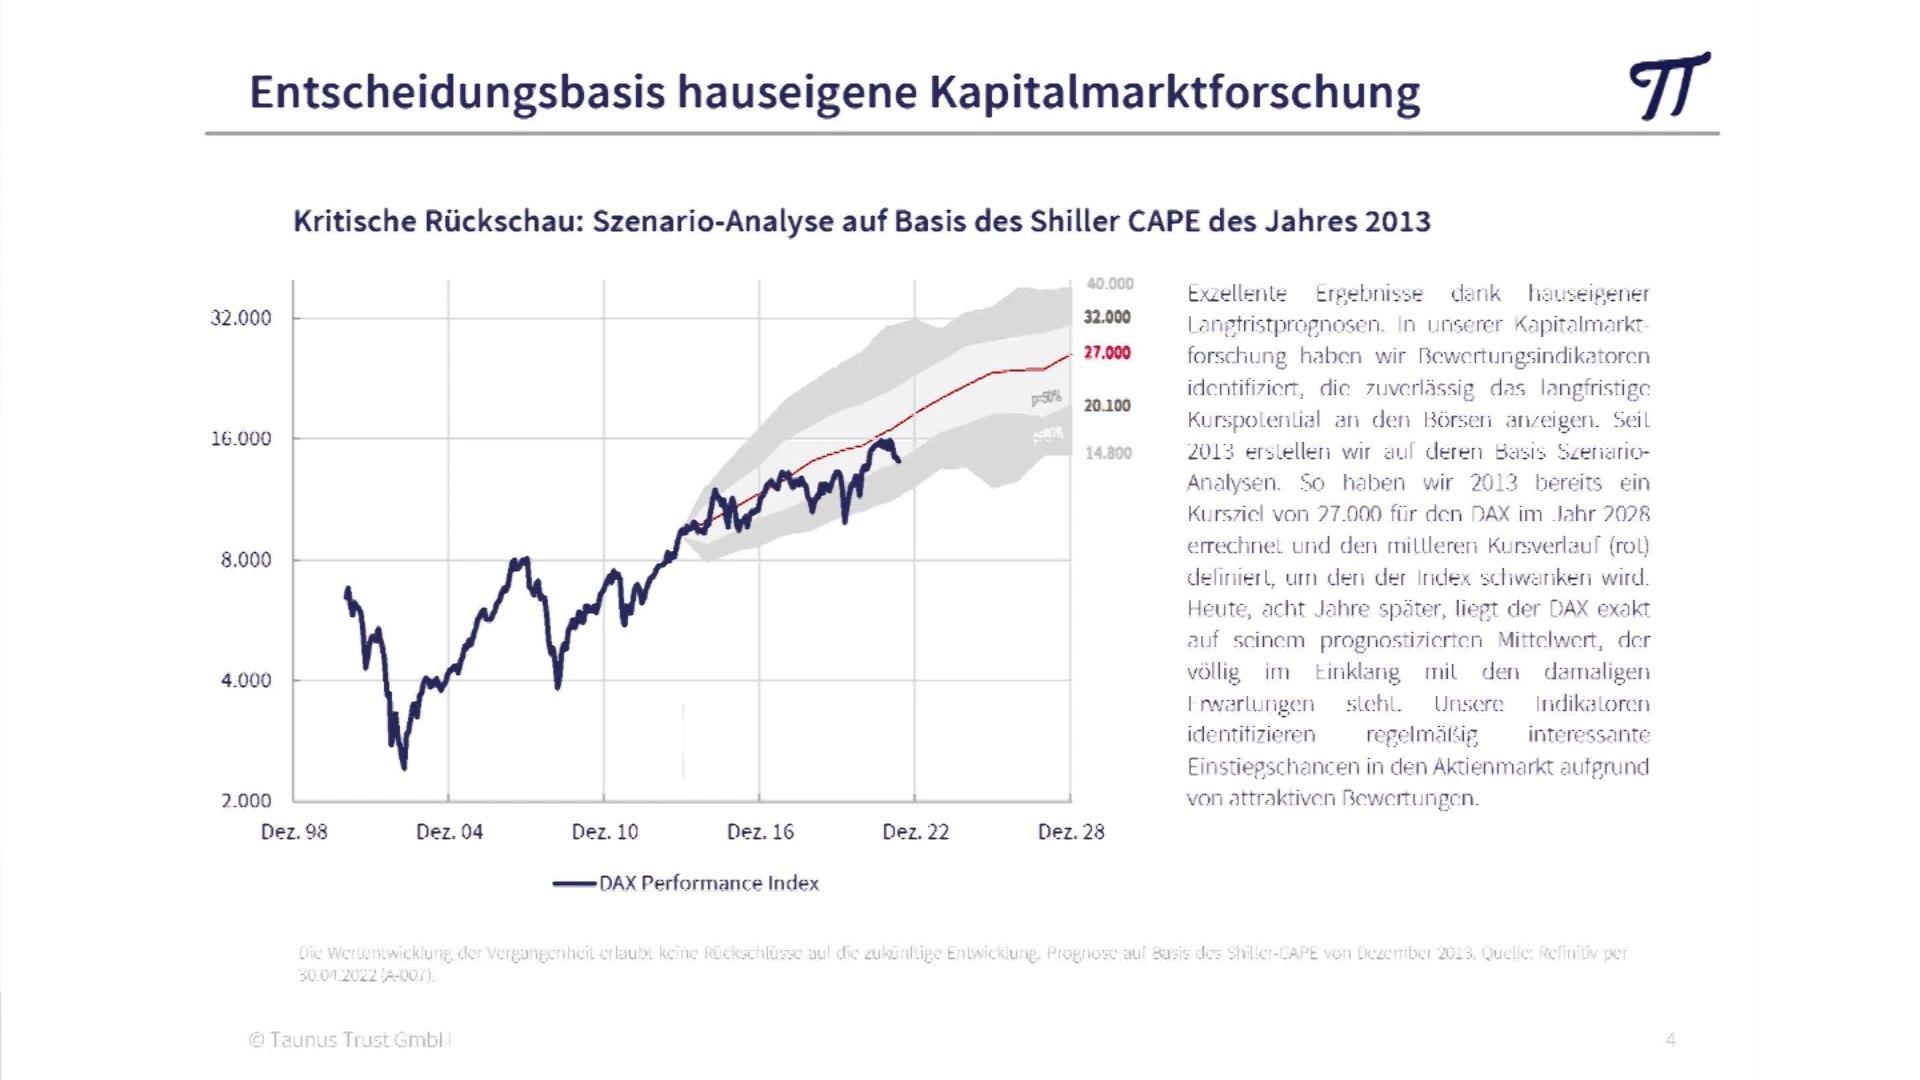 Entscheidungsbasis hauseigene Kapitalmarktforschung
Kritische Rückschau: Szenario-Analyse auf Basis des Shiller CAPE des Jahres 2013
32.000
16.000
8.000
4.000
2.000
Dez. 98
Dez. 04
Dez. 10
Dez. 16
Dez. 22
Dez. 28
40.000
32.000
27.000
p=50%
20.100
14.800
DAX Performance Index
Exzellente Ergebnisse dank hauseigener
Langfristprognosen. In unserer Kapitalmarkt-
forschung haben wir Bewertungsindikatoren
identifiziert, die zuverlässig das langfristige
Kurspotential an den Börsen anzeigen. Seit
2013 erstellen wir auf deren Basis Szenario-
Analysen. So haben wir 2013 bereits ein
Kursziel von 27.000 für den DAX im Jahr 2028
errechnet und den mittleren Kursverlauf (rot)
definiert, um den der Index schwanken wird.
Heute, acht Jahre später, liegt der DAX exakt
auf seinem prognostizierten Mittelwert, der
völlig im Einklang mit den damaligen
Erwartungen steht. Unsere Indikatoren
identifizieren regelmäßig interessante
Einstiegschancen in den Aktienmarkt aufgrund
von attraktiven Bewertungen.
Die Wertentwicklung der Vergangenheit erlaubt keine Rückschlüsse auf die zukünftige Entwicklung. Prognose auf Basis des Shiller-CAPE von Dezember 2013. Quelle: Refinitiv per
30.04.2022 (A-007).
© Taunus Trust GmbH
4